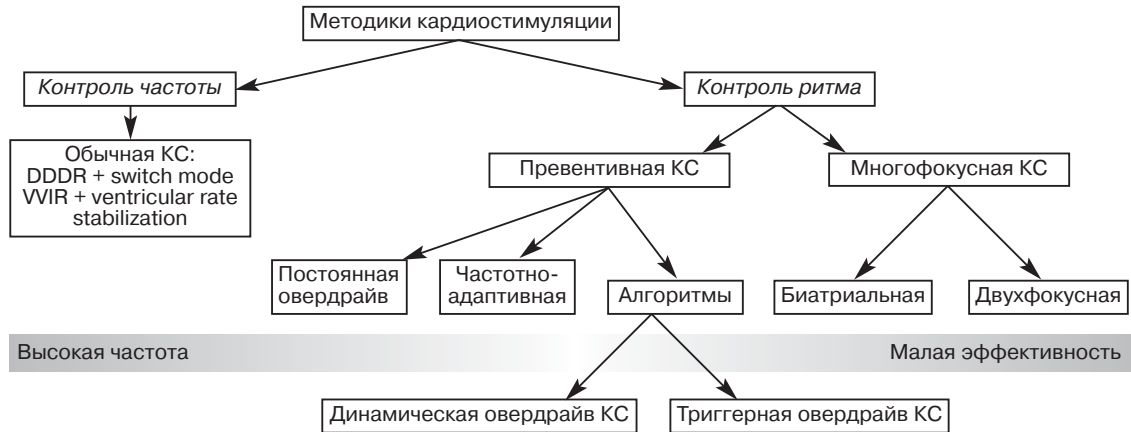 Методики кардиостимуляции
Контроль частоты
Контроль ритма
Обычная КС:
DDDR + switch mode
VVIR + ventricular rate
stabilization
Превентивная КС
Многофокусная КС
Постоянная
овердрайв
Частотно-
адаптивная
Алгоритмы
Биатриальная
Двухфокусная
Высокая частота
Малая эффективность
Динамическая овердрайв КС
Триггерная овердрайв КС